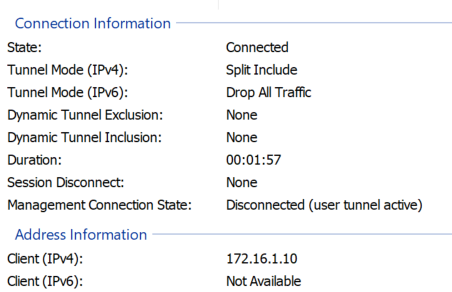 Connection Information
State: Connected
Tunnel Mode (IPv4): Split Include
Tunnel Mode (IPv6): Drop All Traffic
Dynamic Tunnel Exclusion: None
Dynamic Tunnel Inclusion: None
Duration: 00:01:57
Session Disconnect: None
Management Connection State: Disconnected (user tunnel active)
Address Information
Client (IPv4): 172.16.1.10
Client (IPv6): Not Available